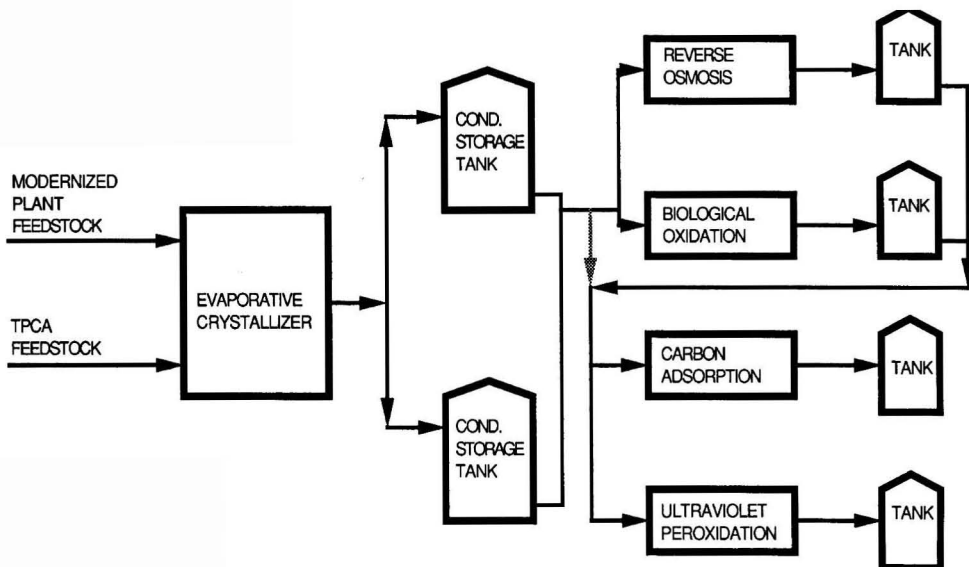 MODERNIZED
PLANT
FEEDSTOCK
TPCA
FEEDSTOCK
EVAPORATIVE
CRYSTALLIZER
COND.
STORAGE
TANK
COND.
STORAGE
TANK
REVERSE
OSMOSIS
TANK
BIOLOGICAL
OXIDATION
TANK
CARBON
ADSORPTION
TANK
ULTRAVIOLET
PEROXIDATION
TANK